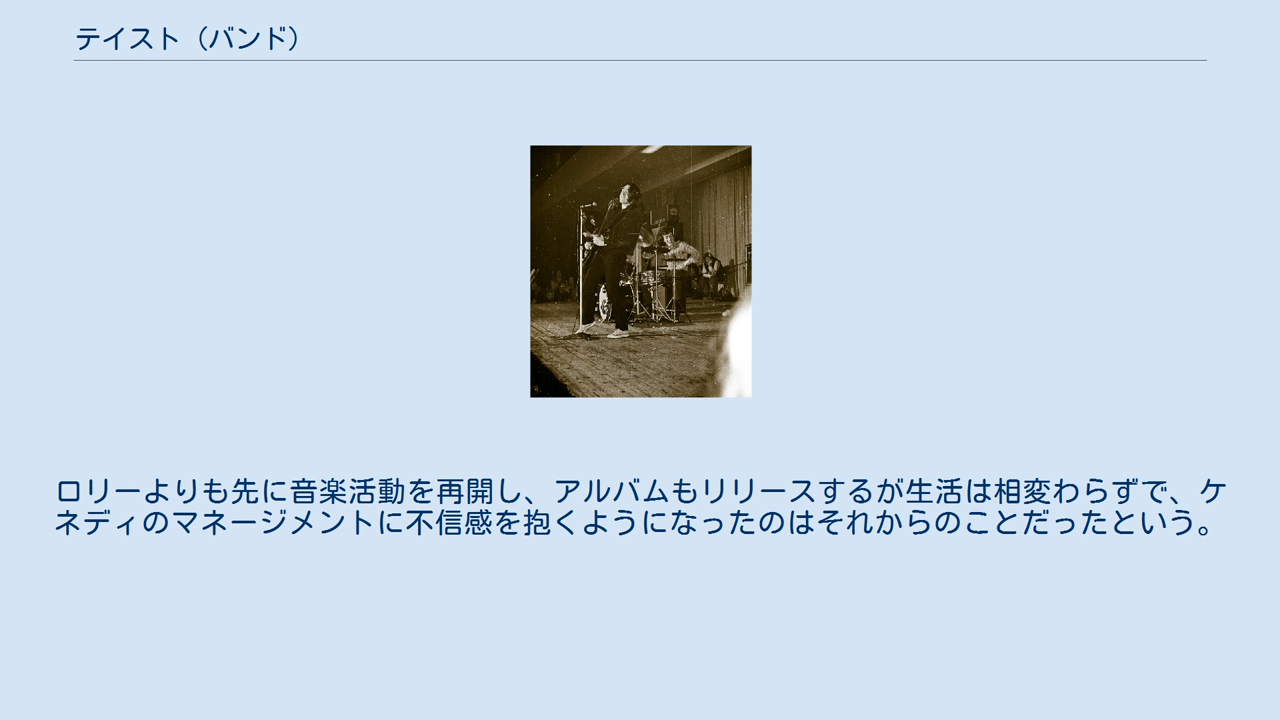 テイスト（バンド）
ロリーよりも先に音楽活動を再開し、アルバムもリリースするが生活は相変わらずで、ケ
ネディのマネージメントに不信感を抱くようになったのはそれからのことだったという。